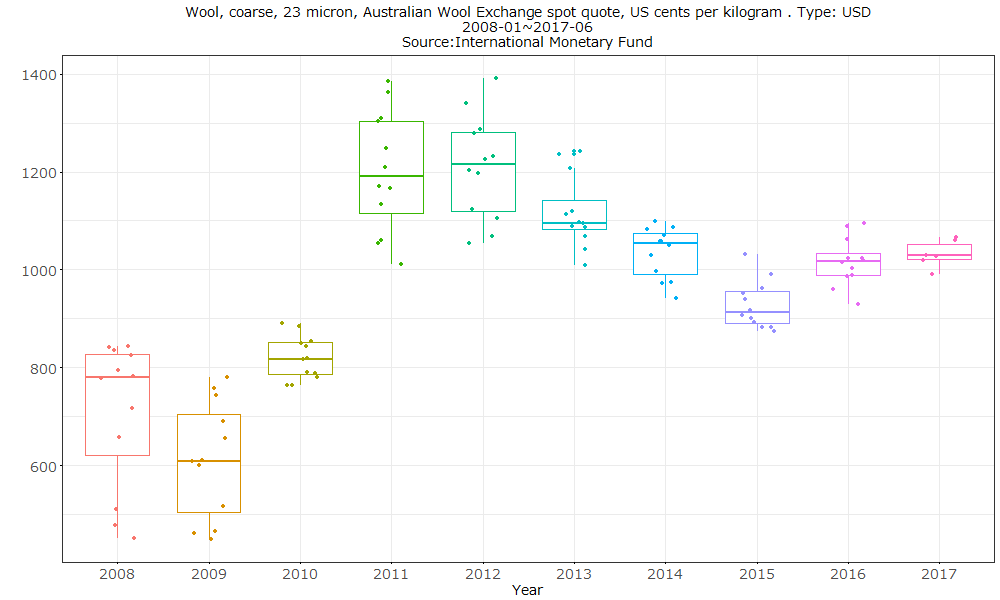 Wool, coarse, 23 micron, Australian Wool Exchange spot quote, US cents per kilogram . Type: USD
2008-01~2017-06
Source:International Monetary Fund
1400
1200
1000
800
600
2008 2009 2010 2011 2012 2013 2014 2015 2016 2017
Year